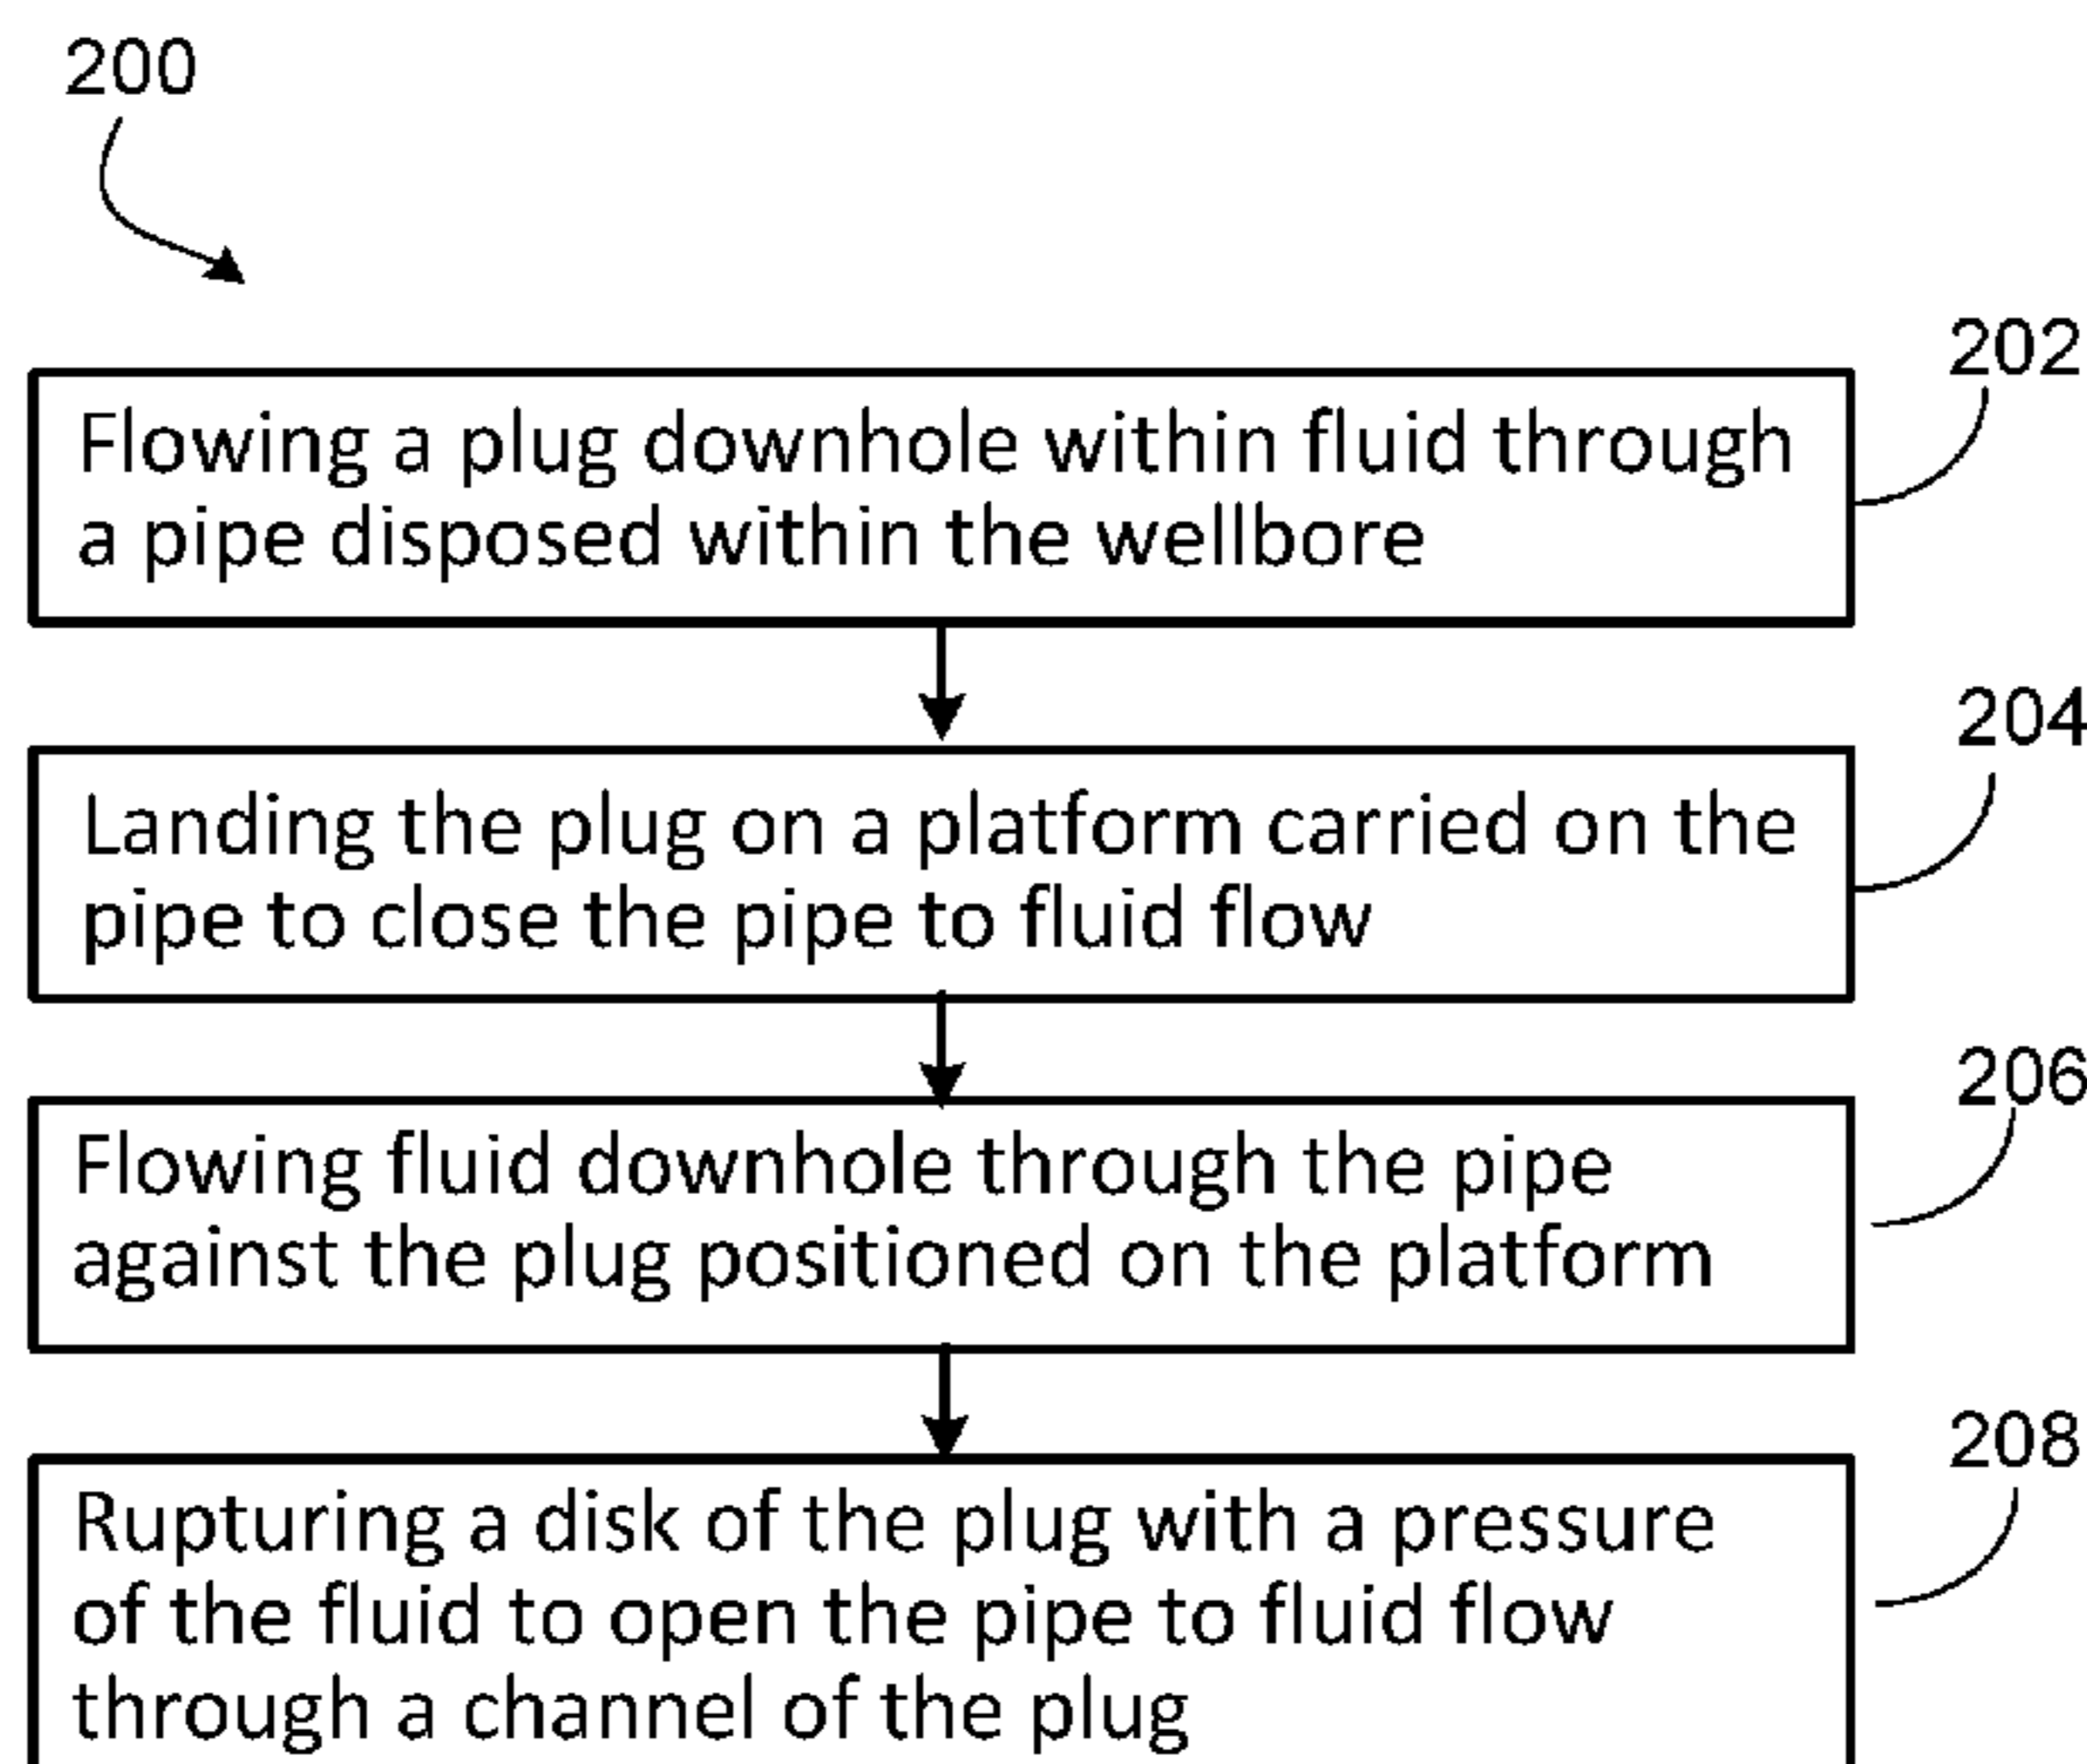 200
202
Flowing a plug downhole within fluid through
a pipe disposed within the wellbore
204
Landing the plug on a platform carried on the
pipe to close the pipe to fluid flow
206
Flowing fluid downhole through the pipe
against the plug positioned on the platform
208
Rupturing a disk of the plug with a pressure
of the fluid to open the pipe to fluid flow
through a channel of the plug